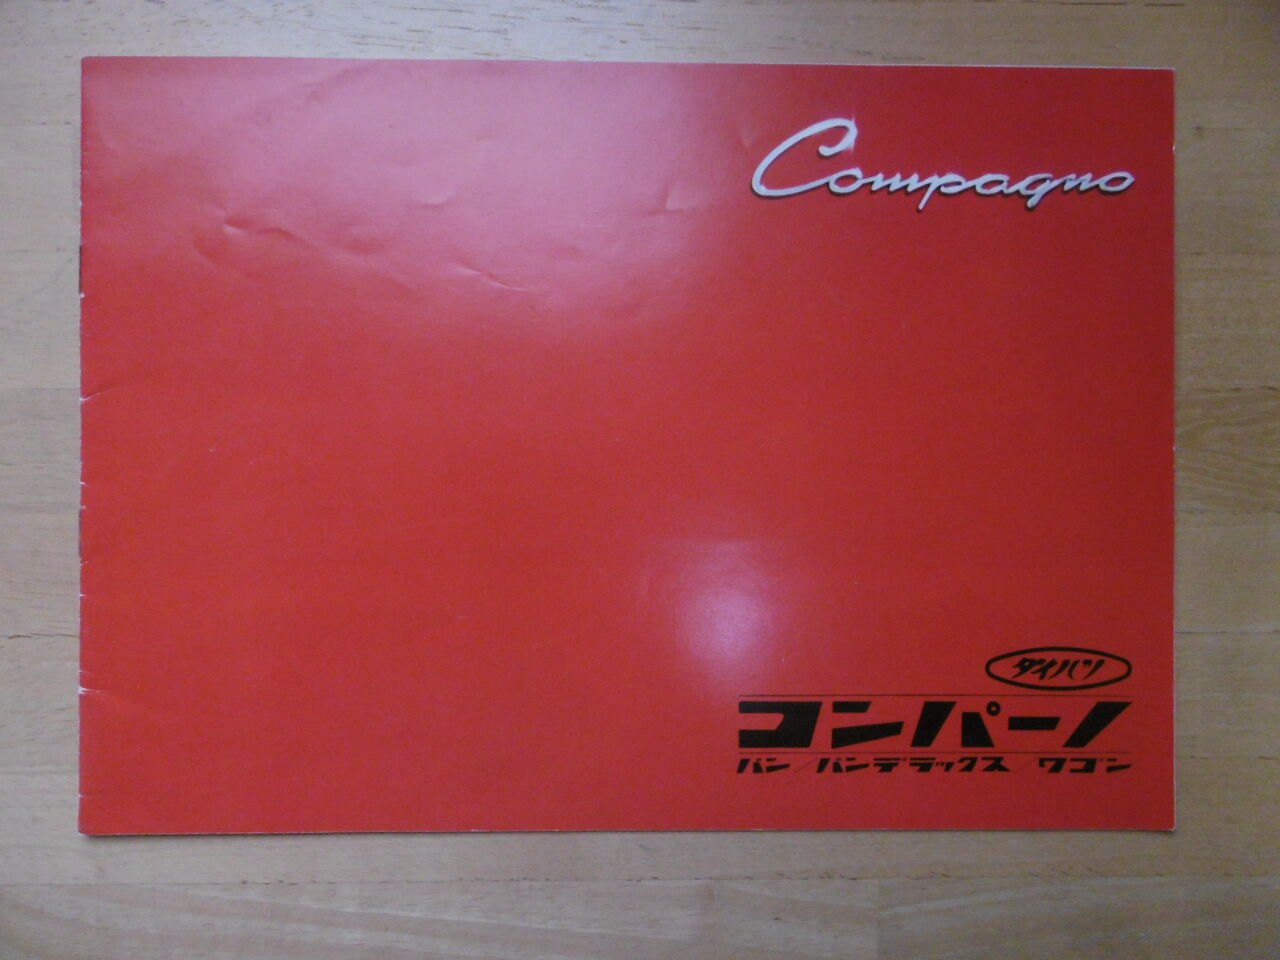 Compagno
ダイハツ
コンパーノ
バン/バンデラックス/ワゴン